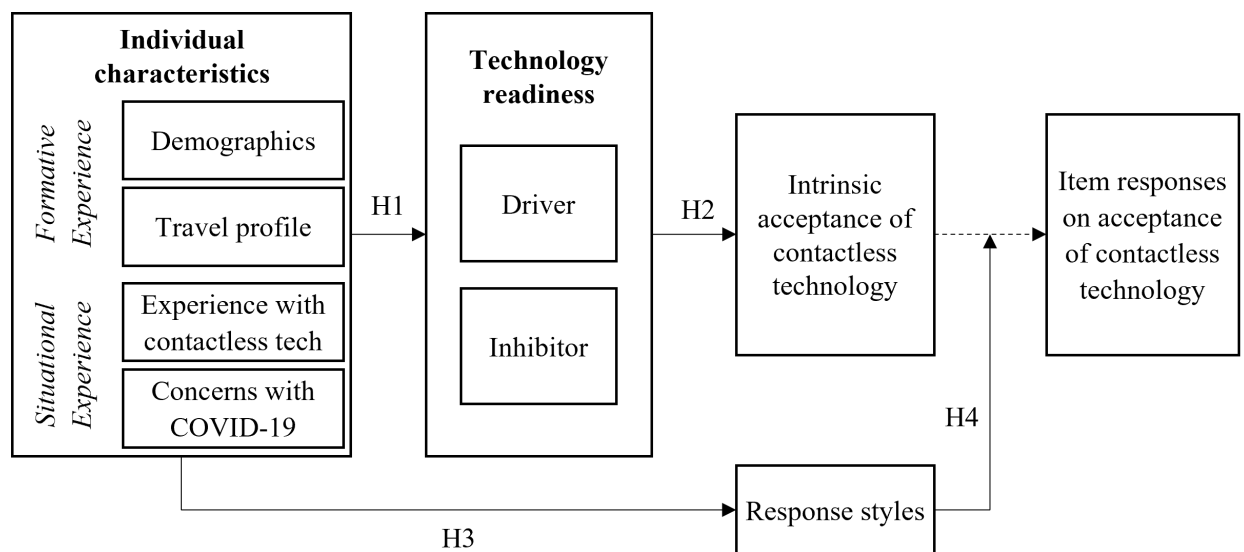 Individual
characteristics
Formative
Experience
Demographics
Travel profile
Situational
Experience
Experience with
contactless tech
Concerns with
COVID-19
H1
Technology
readiness
Driver
Inhibitor
H2
Intrinsic
acceptance of
contactless
technology
Item responses
on acceptance
of contactless
technology
H3
Response styles
H4